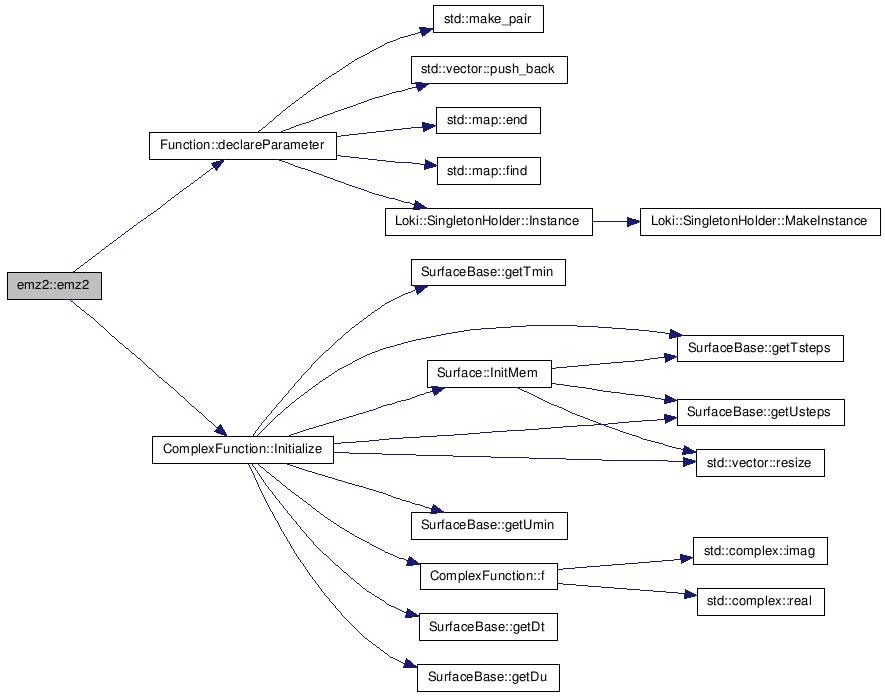 std::make_pair
std::vector::push_back
std::map::end
Function::declareParameter
std::map::find
Loki::SingletonHolder::Instance
Loki::SingletonHolder::MakeInstance
SurfaceBase::getTmin
emz2::emz2
SurfaceBase::getTsteps
Surface::InitMem
SurfaceBase::getUsteps
ComplexFunction::Initialize
std::vector::resize
SurfaceBase::getUmin
std::complex::imag
ComplexFunction::f
std::complex::real
SurfaceBase::getDt
SurfaceBase::getDu